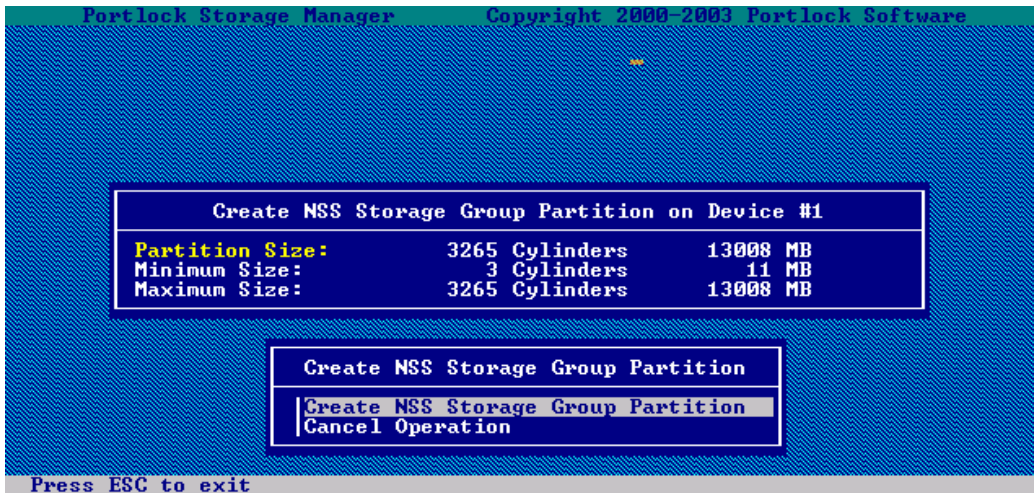 Portlock Storage Manager Copyright 2000-2003 Portlock Software
Create NSS Storage Group Partition on Device #1
Partition Size: 3265 Cylinders 13008 MB
Minimum Size: 3 Cylinders 11 MB
Maximum Size: 3265 Cylinders 13008 MB
Create NSS Storage Group Partition
Create NSS Storage Group Partition
Cancel Operation
Press ESC to exit